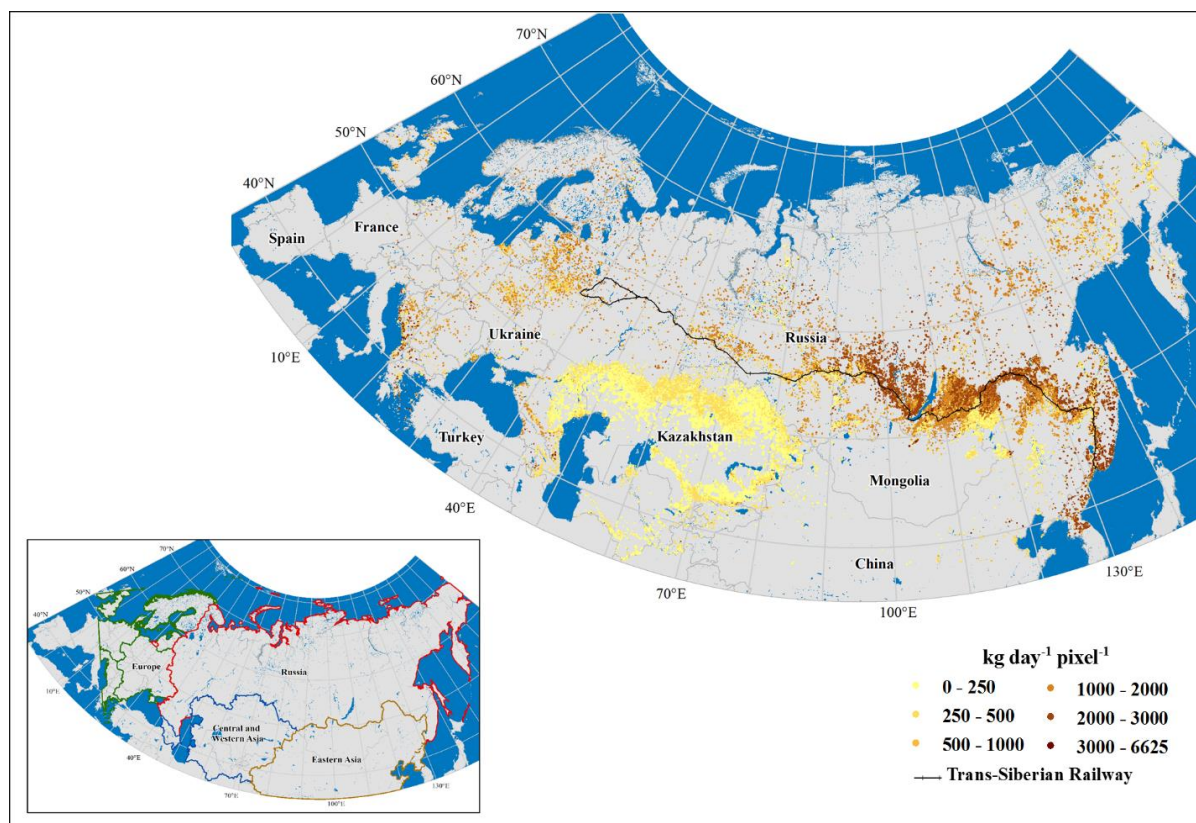 70°N
60°N
50°N
40°N
Spain
France
10°E
Ukraine
Russia
Turkey
Kazakhstan
40°E
Mongolia
China
70°E
100°E
130°E
70°N
60°N
50°N
40°N
10°E
Europe
Russia
40°E
Central and
Western Asia
Eastern Asia
70°E
100°E
130°E
kg day⁻¹ pixel⁻¹
0 - 250
250 - 500
500 - 1000
1000 - 2000
2000 - 3000
3000 - 6625
Trans-Siberian Railway